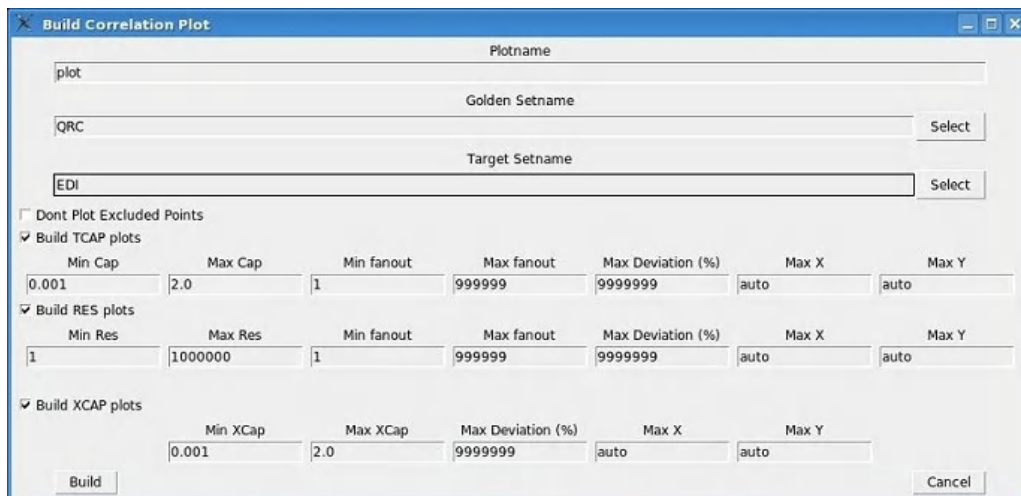 Build Correlation Plot
Plotname
plot
Golden Setname
QRC Select
Target Setname
EDI Select
Dont Plot Excluded Points
Build TCAP plots
Min Cap Max Cap Min fanout Max fanout Max Deviation (%) Max X Max Y
0.001 2.0 1 999999 9999999 auto auto
Build RES plots
Min Res Max Res Min fanout Max fanout Max Deviation (%) Max X Max Y
1 1000000 1 999999 9999999 auto auto
Build XCAP plots
Min XCap Max XCap Max Deviation (%) Max X Max Y
0.001 2.0 9999999 auto auto
Build Cancel